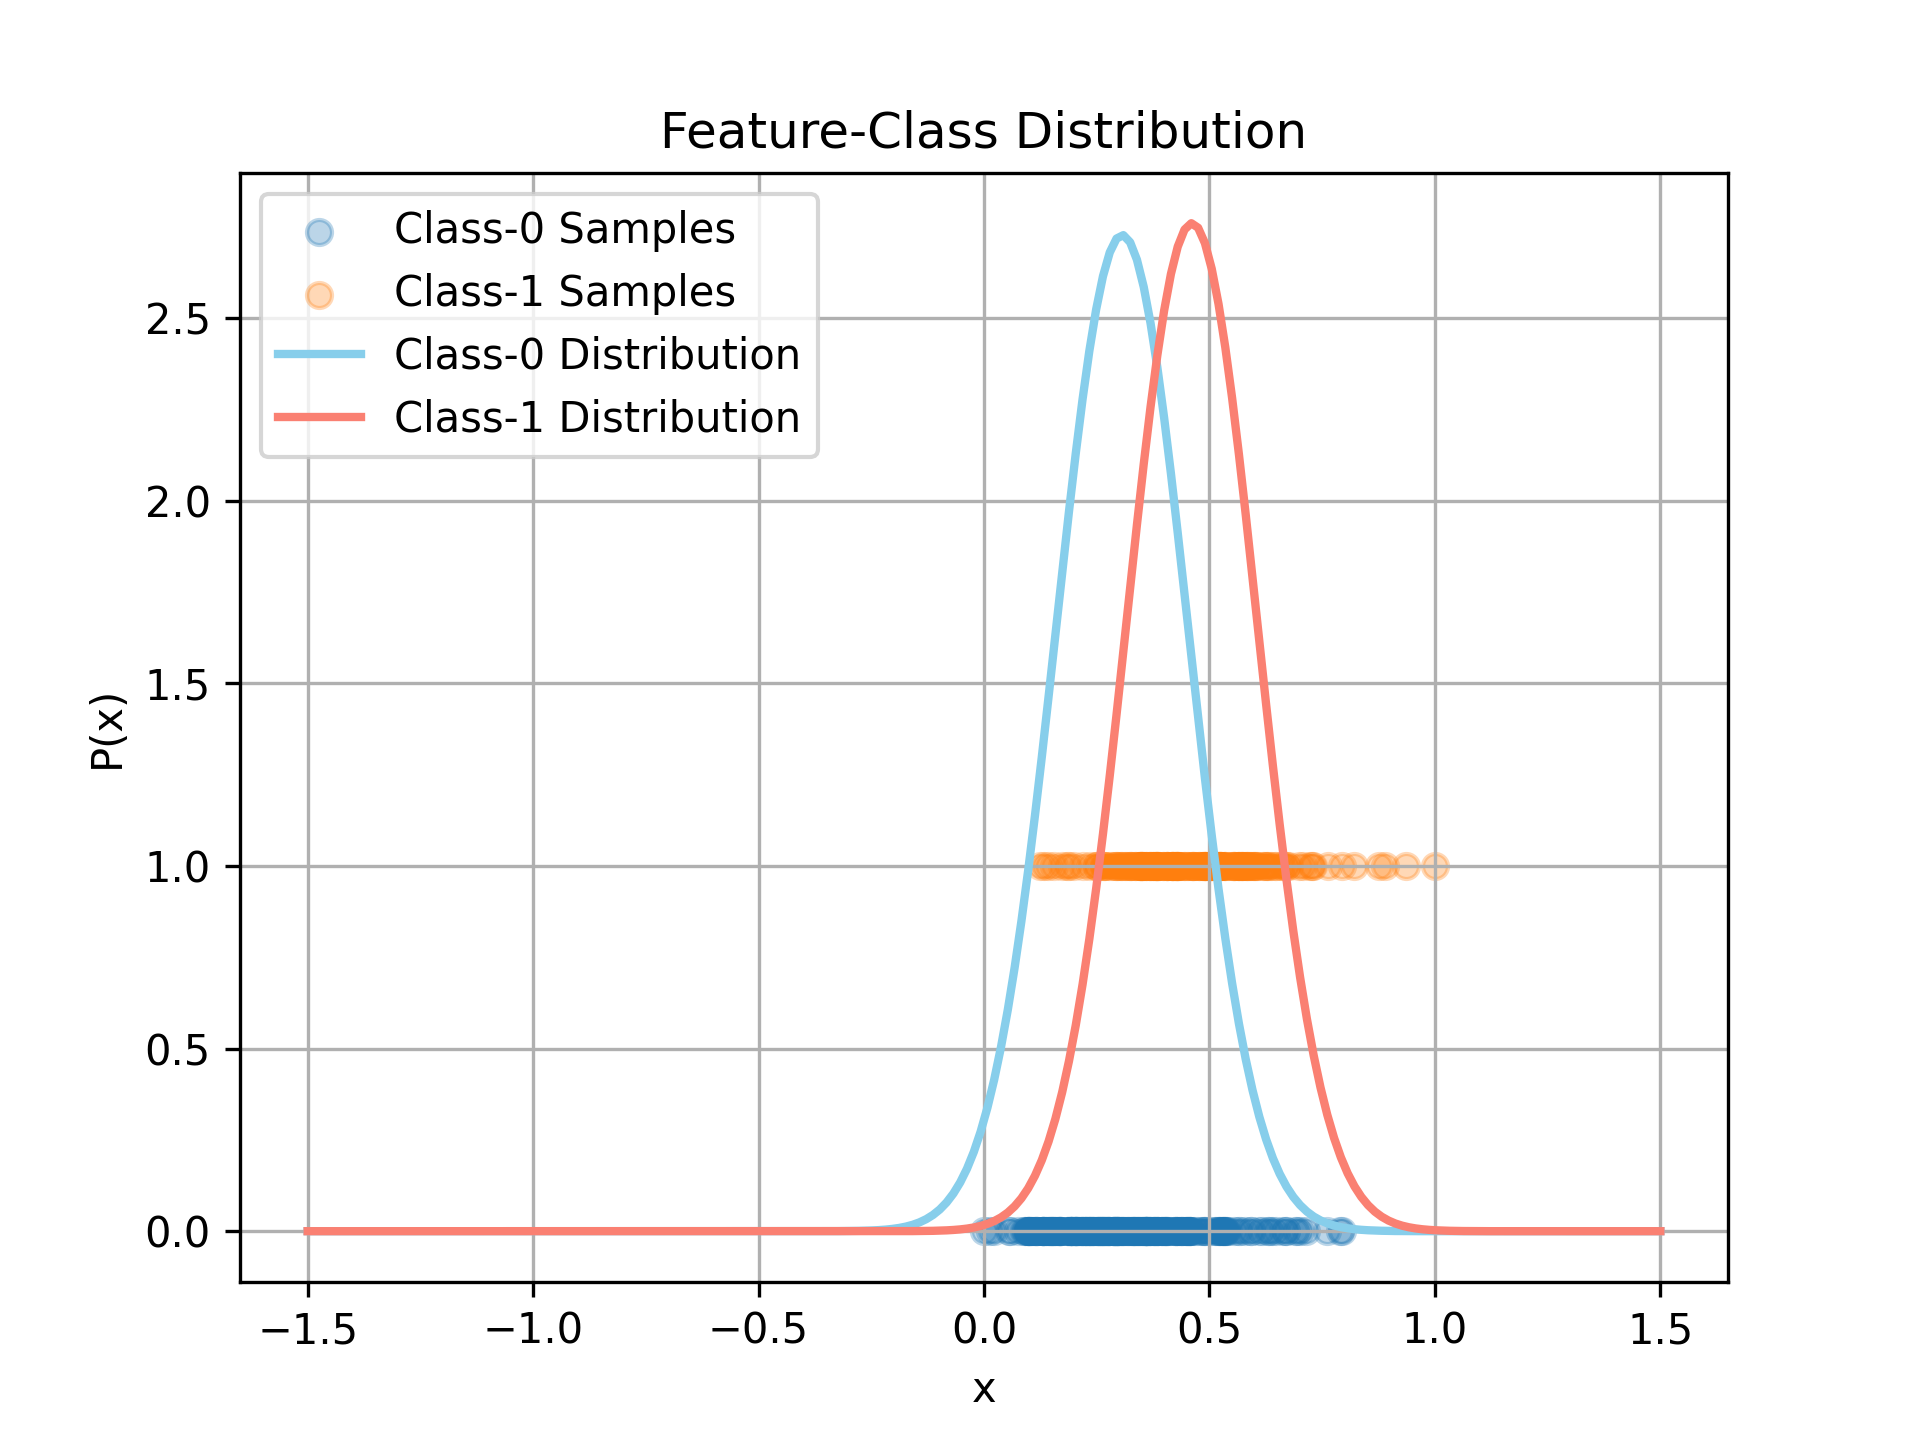 Feature-Class Distribution
Class-0 Samples
Class-1 Samples
Class-0 Distribution
Class-1 Distribution
P(x)
2.5
2.0
1.5
1.0
0.5
0.0
−1.5 −1.0 −0.5 0.0 0.5 1.0 1.5
x